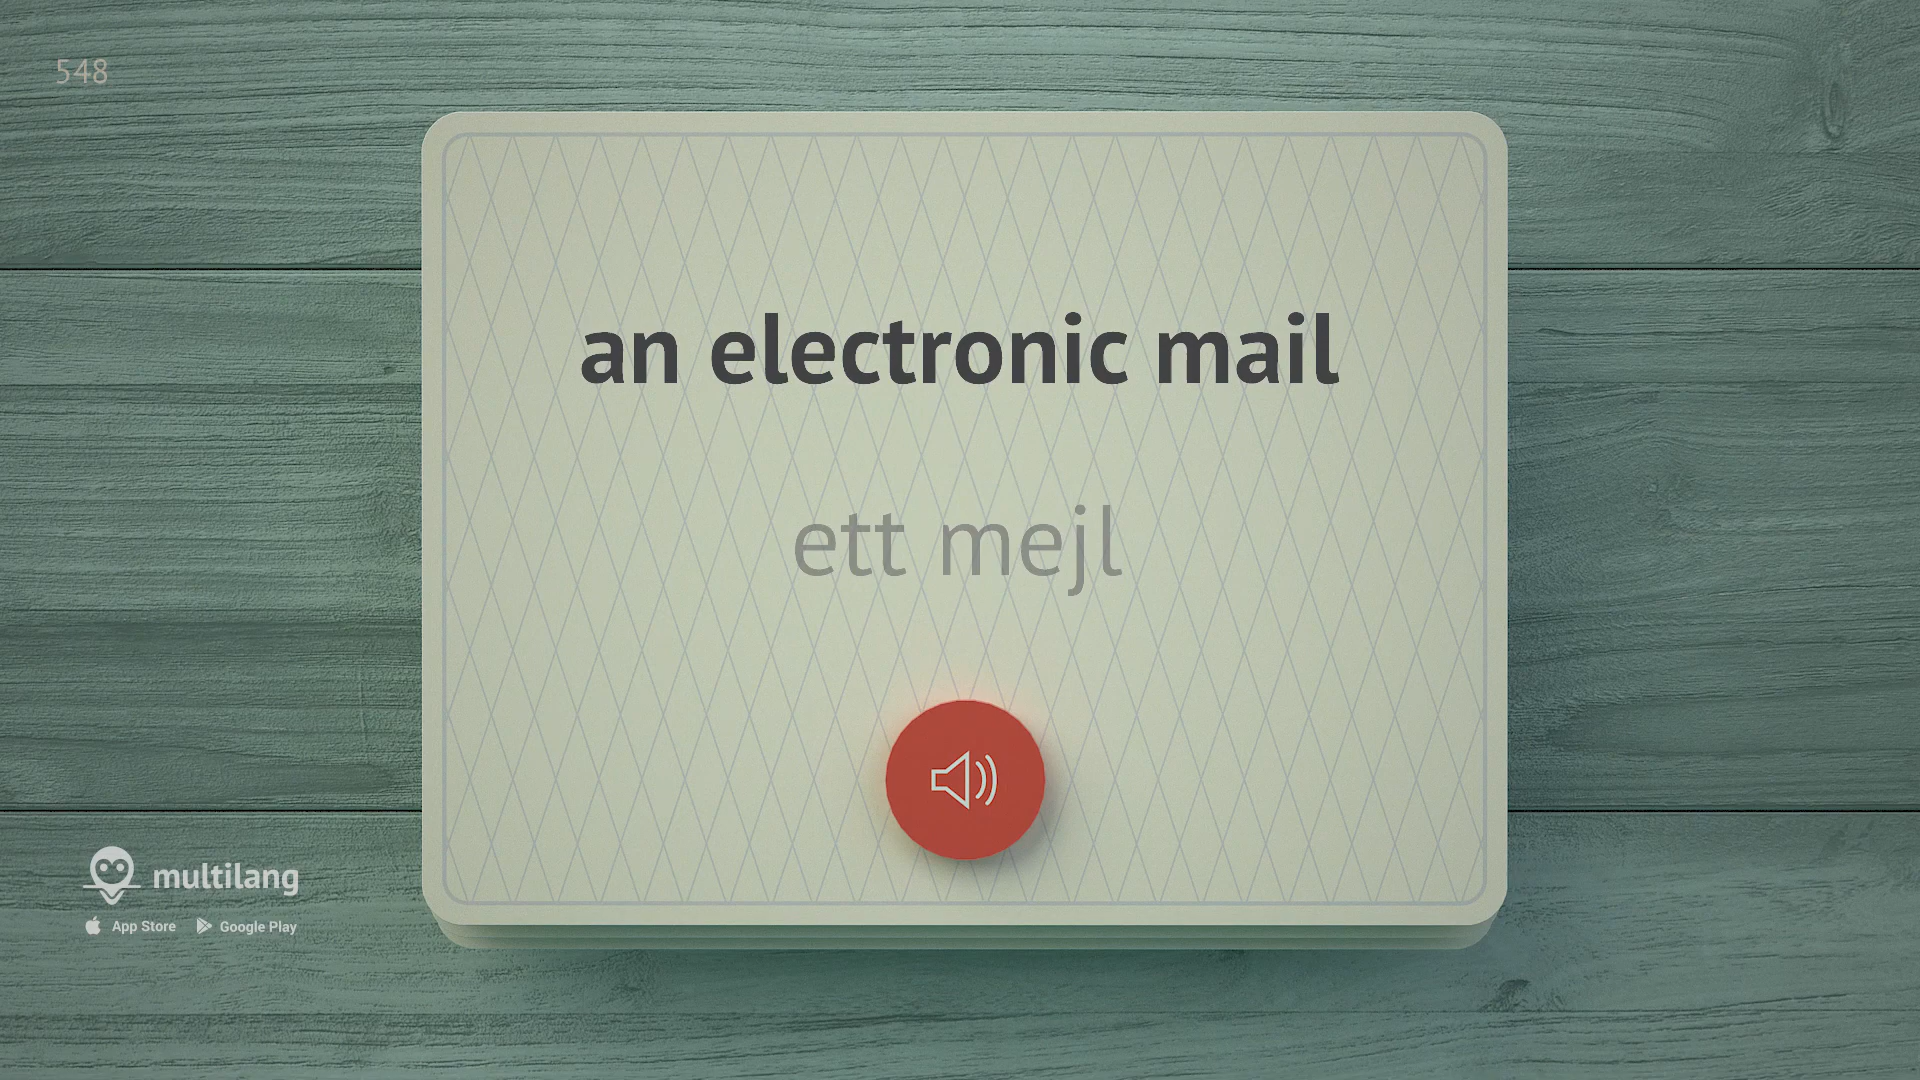 548
an electronic mail
ett mejl
multilang
App Store
Google Play